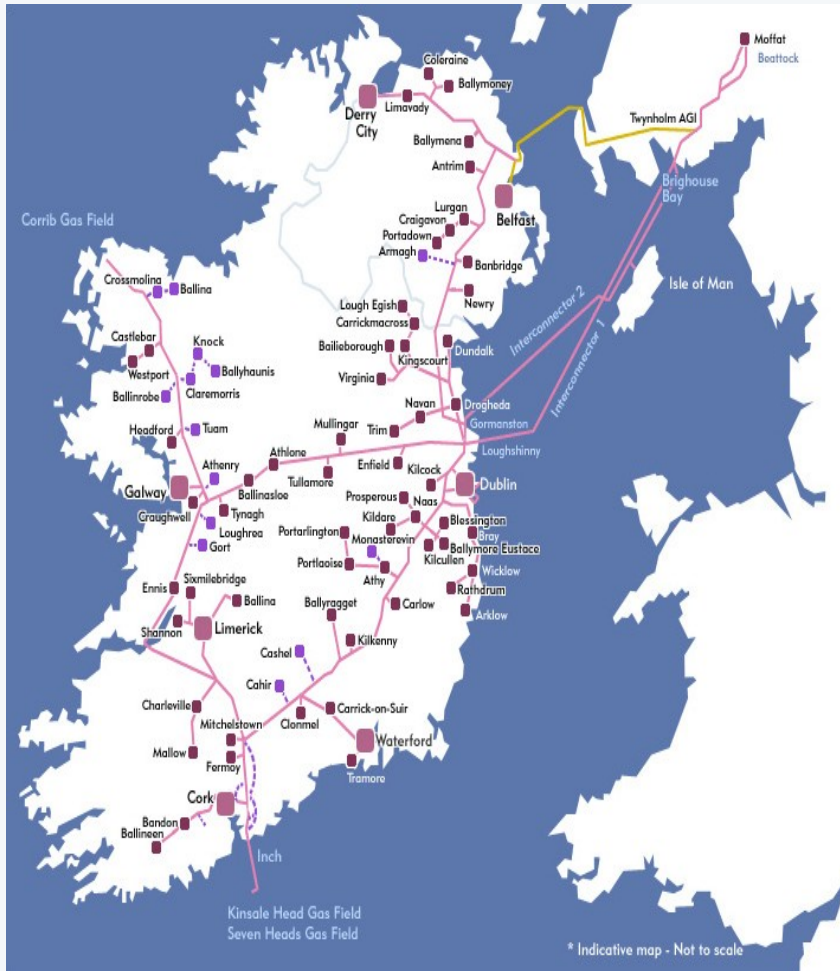 Moffat
Beattock
Coleraine
Ballymoney
Limavady
Derry
City
Twynholm AGI
Ballymena
Antrim
Brighouse
Bay
Belfast
Lurgan
Craigavon
Portadown
Armagh
Banbridge
Corrib Gas Field
Crossmolina
Ballina
Isle of Man
Newry
Lough Egish
Carrickmacross
Interconnector 2
Interconnector 1
Castlebar
Knock
Bailieborough
Kingscourt
Dundalk
Westport
Ballyhaunis
Virginia
Claremorris
Ballinrobe
Navan
Drogheda
Headford
Tuam
Mullingar
Trim
Gormanston
Athlone
Athenry
Enfield
Loughshinny
Tullamore
Kilcock
Dublin
Galway
Ballinasloe
Prosperous
Naas
Craughwell
Tynagh
Kildare
Blessington
Loughrea
Portarlington
Monasterevin
Bray
Gort
Ballymore Eustace
Kilcullen
Portlaoise
Athy
Wicklow
Ennis
Sixmilebridge
Rathdrum
Ballina
Ballyragget
Carlow
Arklow
Shannon
Limerick
Kilkenny
Cashel
Cahir
Charleville
Carrick-on-Suir
Mitchelstown
Clonmel
Waterford
Mallow
Fermoy
Tramore
Cork
Bandon
Ballineen
Inch
Kinsale Head Gas Field
Seven Heads Gas Field
* Indicative map - Not to scale